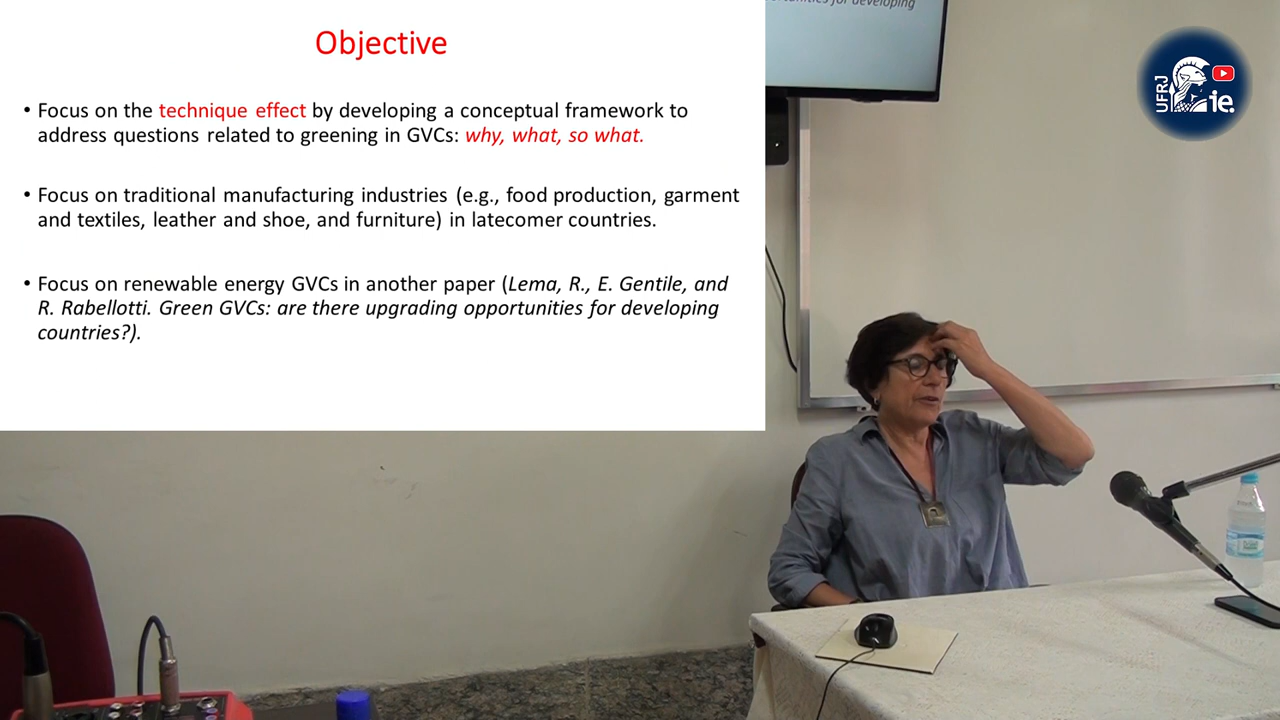 Objective
• Focus on the technique effect by developing a conceptual framework to
address questions related to greening in GVCs: why, what, so what.
• Focus on traditional manufacturing industries (e.g., food production, garment
and textiles, leather and shoe, and furniture) in latecomer countries.
• Focus on renewable energy GVCs in another paper (Lema, R., E. Gentile, and
R. Rabellotti. Green GVCs: are there upgrading opportunities for developing
countries?).
for developing
UFRJ
ie.